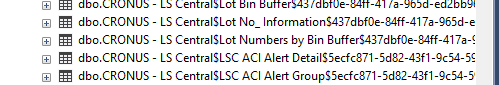 dbo.CRONUS - LS Central$Lot Bin Buffer$437dbf0e-84ff-417a-965d-ed2bb96
dbo.CRONUS - LS Central$Lot No_ Information$437dbf0e-84ff-417a-965d-e
dbo.CRONUS - LS Central$Lot Numbers by Bin Buffer$437dbf0e-84ff-417a-9
dbo.CRONUS - LS Central$LSC ACI Alert Detail$5ecfc871-5d82-43f1-9c54-59
dbo.CRONUS - LS Central$LSC ACI Alert Group$5ecfc871-5d82-43f1-9c54-5